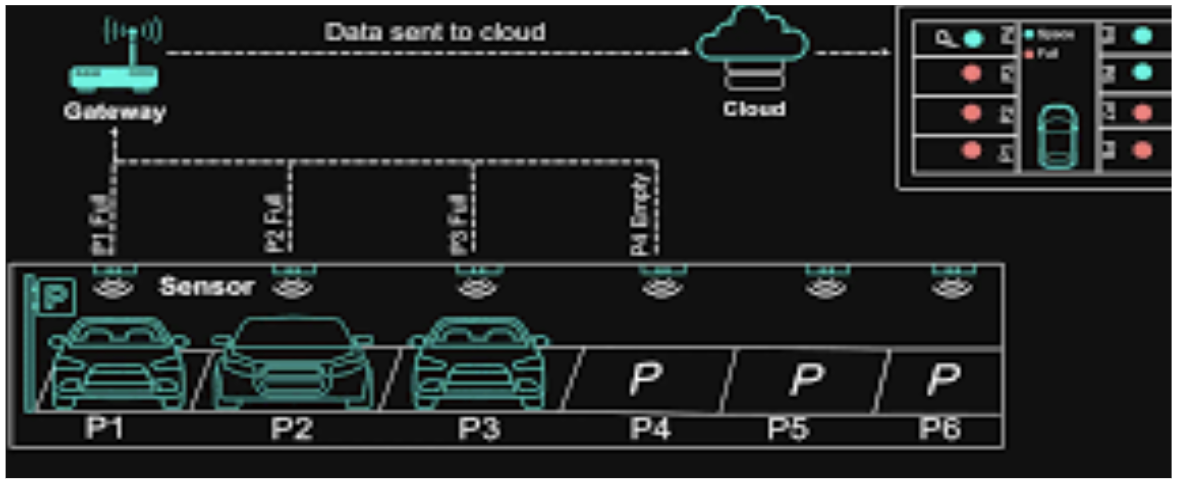 Data sent to cloud
Gateway
Cloud
Space
Full
P1 Full
P2 Full
P3 Full
P4 Empty
Sensor
P
P P P
P1 P2 P3 P4 P5 P6